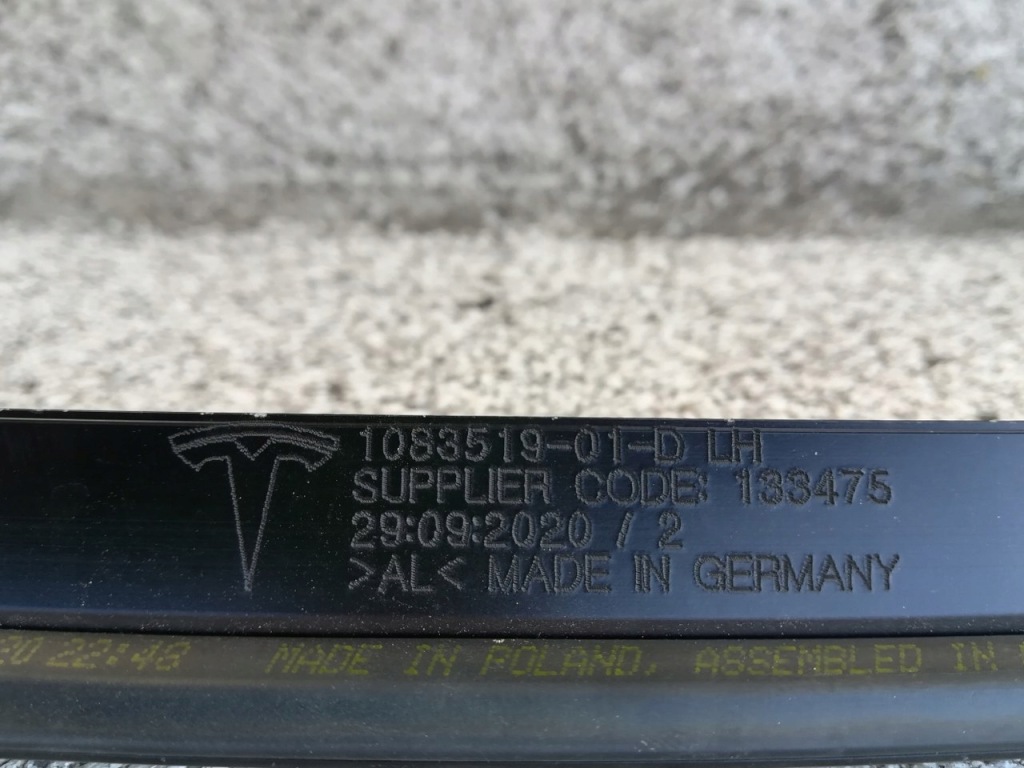 1083519-01-D LH
SUPPLIER CODE: 133475
29:09:2020 / 2
>AL< MADE IN GERMANY
20 22:48 MADE IN POLAND, ASSEMBLED IN